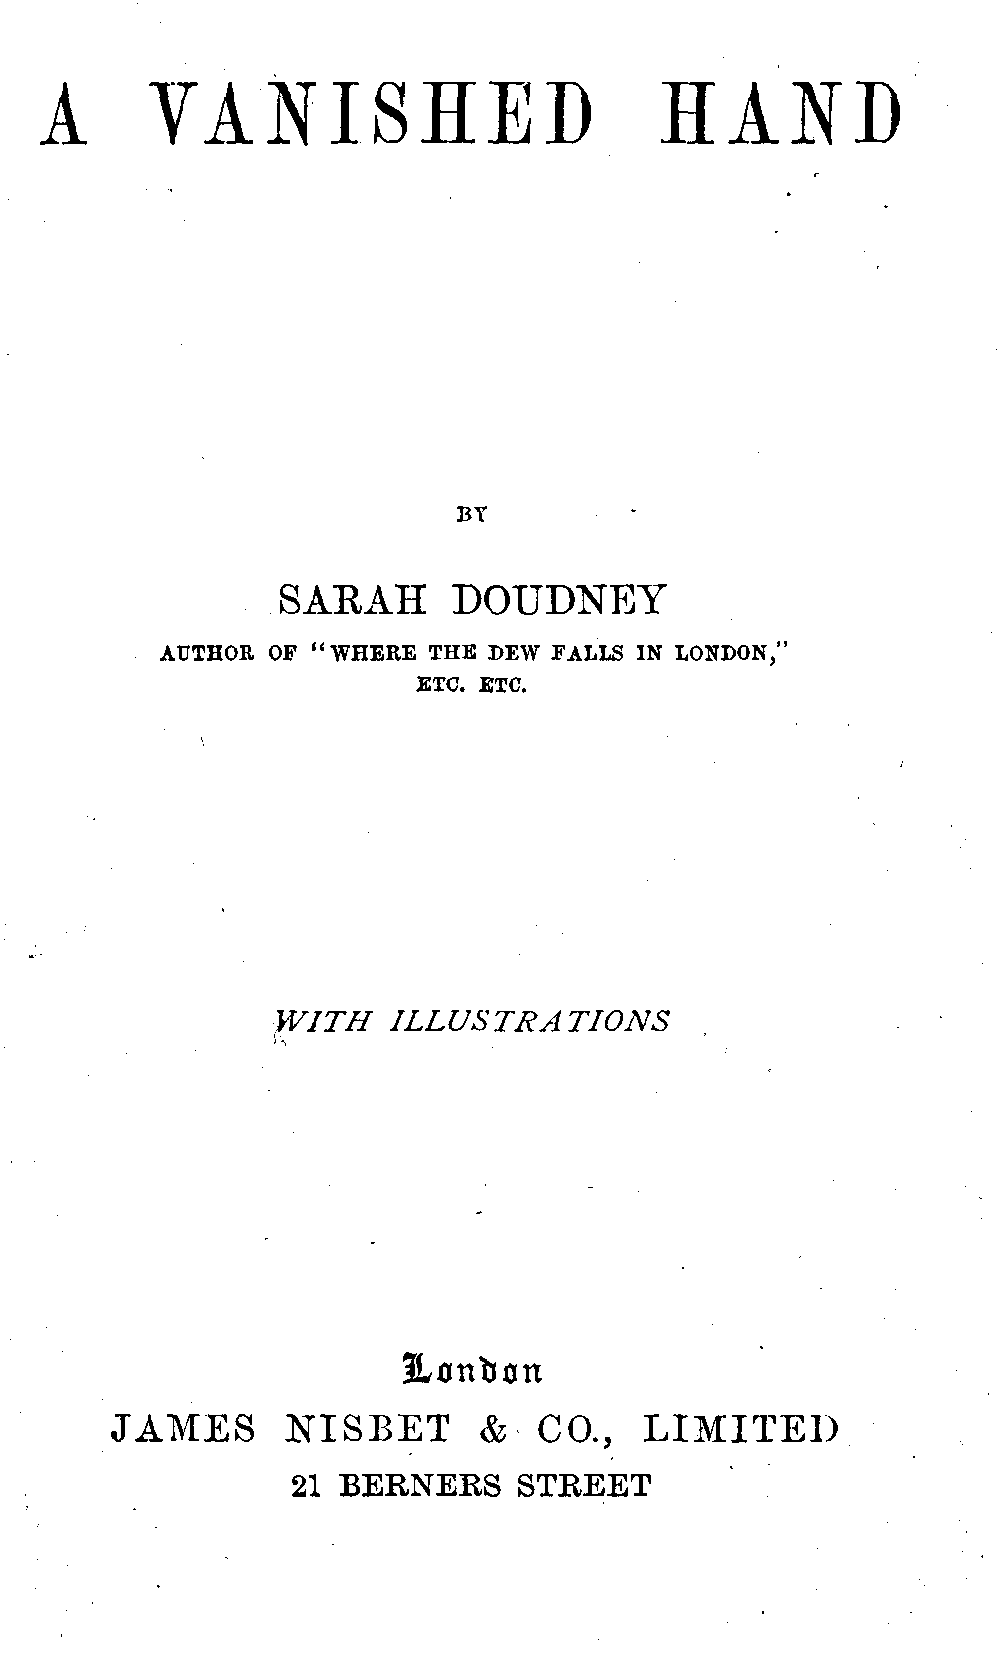 A VANISHED HAND
BY
SARAH DOUDNEY
AUTHOR OF "WHERE THE DEW FALLS IN LONDON,"
ETC. ETC.
WITH ILLUSTRATIONS
London
JAMES NISBET & CO., LIMITED
21 BERNERS STREET